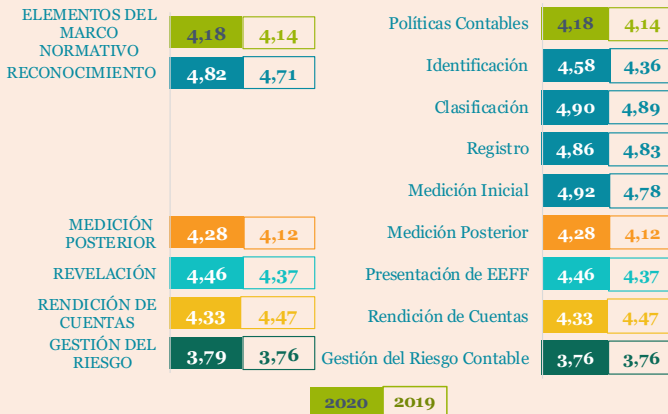 ELEMENTOS DEL
MARCO
NORMATIVO
4,18 4,14
RECONOCIMIENTO
4,82 4,71
MEDICIÓN
POSTERIOR
4,28 4,12
REVELACIÓN
4,46 4,37
RENDICIÓN DE
CUENTAS
4,33 4,47
GESTIÓN DEL
RIESGO
3,79 3,76
Políticas Contables 4,18 4,14
Identificación 4,58 4,36
Clasificación 4,90 4,89
Registro 4,86 4,83
Medición Inicial 4,92 4,78
Medición Posterior 4,28 4,12
Presentación de EEFF 4,46 4,37
Rendición de Cuentas 4,33 4,47
Gestión del Riesgo Contable 3,76 3,76
2020 2019